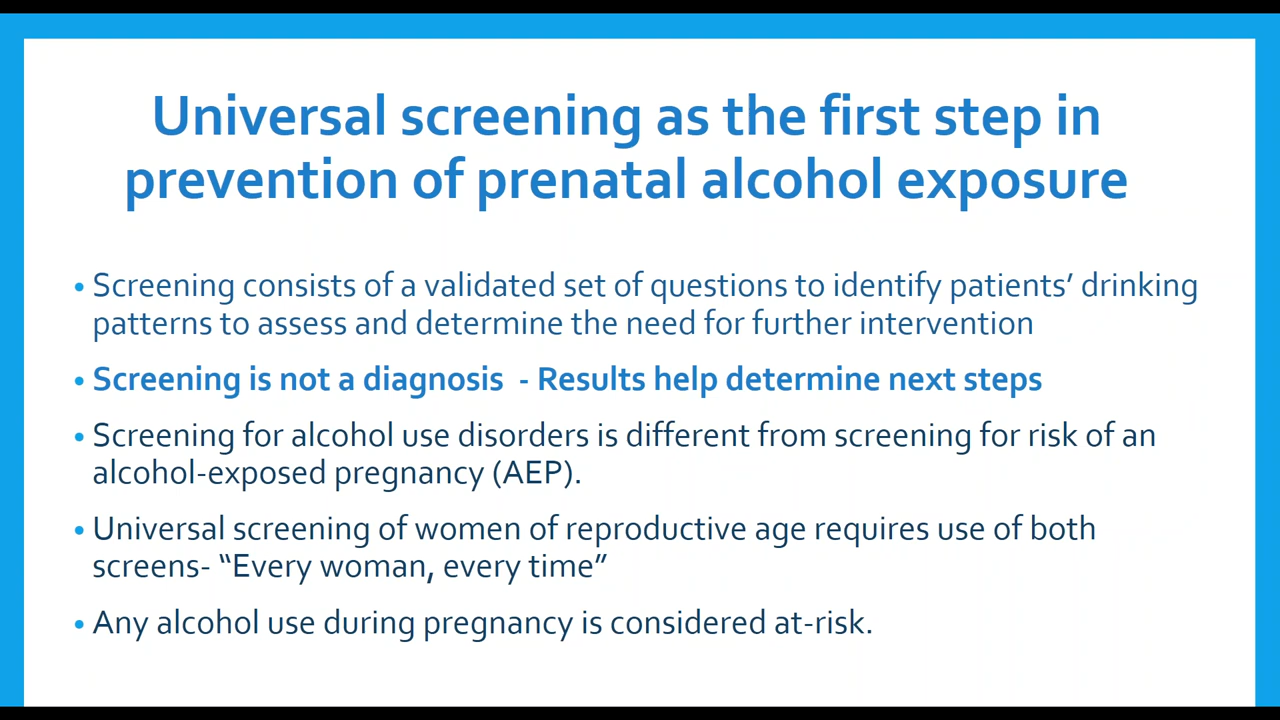 Universal screening as the first step in
prevention of prenatal alcohol exposure
• Screening consists of a validated set of questions to identify patients’ drinking
patterns to assess and determine the need for further intervention
• Screening is not a diagnosis - Results help determine next steps
• Screening for alcohol use disorders is different from screening for risk of an
alcohol-exposed pregnancy (AEP).
• Universal screening of women of reproductive age requires use of both
screens- “Every woman, every time”
• Any alcohol use during pregnancy is considered at-risk.